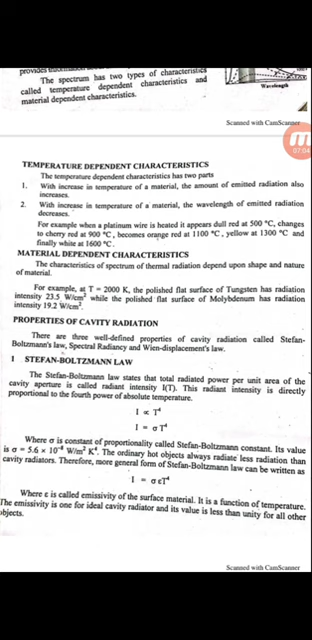 provides
The spectrum has two types of characteristics
called temperature dependent characteristics and
material dependent characteristics.
Wavelength
Scanned with CamScanner
07:04
TEMPERATURE DEPENDENT CHARACTERISTICS
The temperature dependent characteristics has two parts
1. With increase in temperature of a material, the amount of emitted radiation also
increases.
2. With increase in temperature of a material, the wavelength of emitted radiation
decreases.
For example when a platinum wire is heated it appears dull red at 500 °C, changes
to cherry red at 900 °C, becomes orange red at 1100 °C, yellow at 1300 °C and
finally white at 1600 °C.
MATERIAL DEPENDENT CHARACTERISTICS
The characteristics of spectrum of thermal radiation depend upon shape and nature
of material.
For example, at T = 2000 K, the polished flat surface of Tungsten has radiation
intensity 23.5 W/cm² while the polished flat surface of Molybdenum has radiation
intensity 19.2 W/cm².
PROPERTIES OF CAVITY RADIATION
There are three well-defined properties of cavity radiation called Stefan-
Boltzmann's law, Spectral Radiancy and Wien-displacement's law.
1 STEFAN-BOLTZMANN LAW
The Stefan-Boltzmann law states that total radiated power per unit area of the
cavity aperture is called radiant intensity I(T). This radiant intensity is directly
proportional to the fourth power of absolute temperature.
I ∝ T⁴
I = σ T⁴
Where σ is constant of proportionality called Stefan-Boltzmann constant. Its value
is σ = 5.6 × 10⁻⁸ W/m² K⁴. The ordinary hot objects always radiate less radiation than
cavity radiators. Therefore, more general form of Stefan-Boltzmann law can be written as
I = σ ε T⁴
Where ε is called emissivity of the surface material. It is a function of temperature.
The emissivity is one for ideal cavity radiator and its value is less than unity for all other
objects.
Scanned with CamScanner